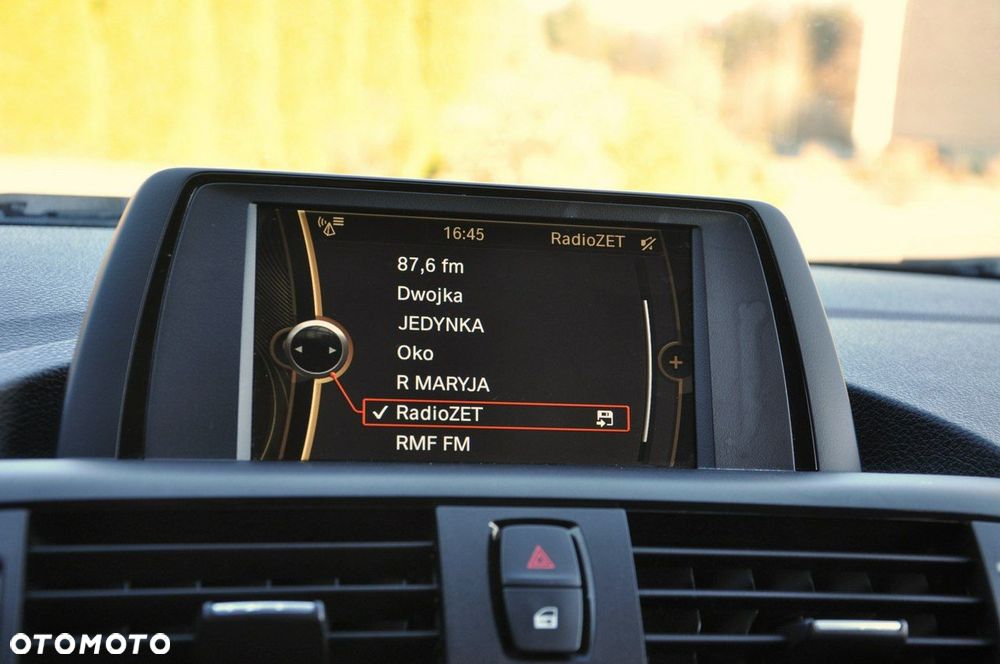 16:45 RadioZET
87,6 fm
Dwojka
JEDYNKA
Oko
R MARYJA
RadioZET
RMF FM
OTOMOTO